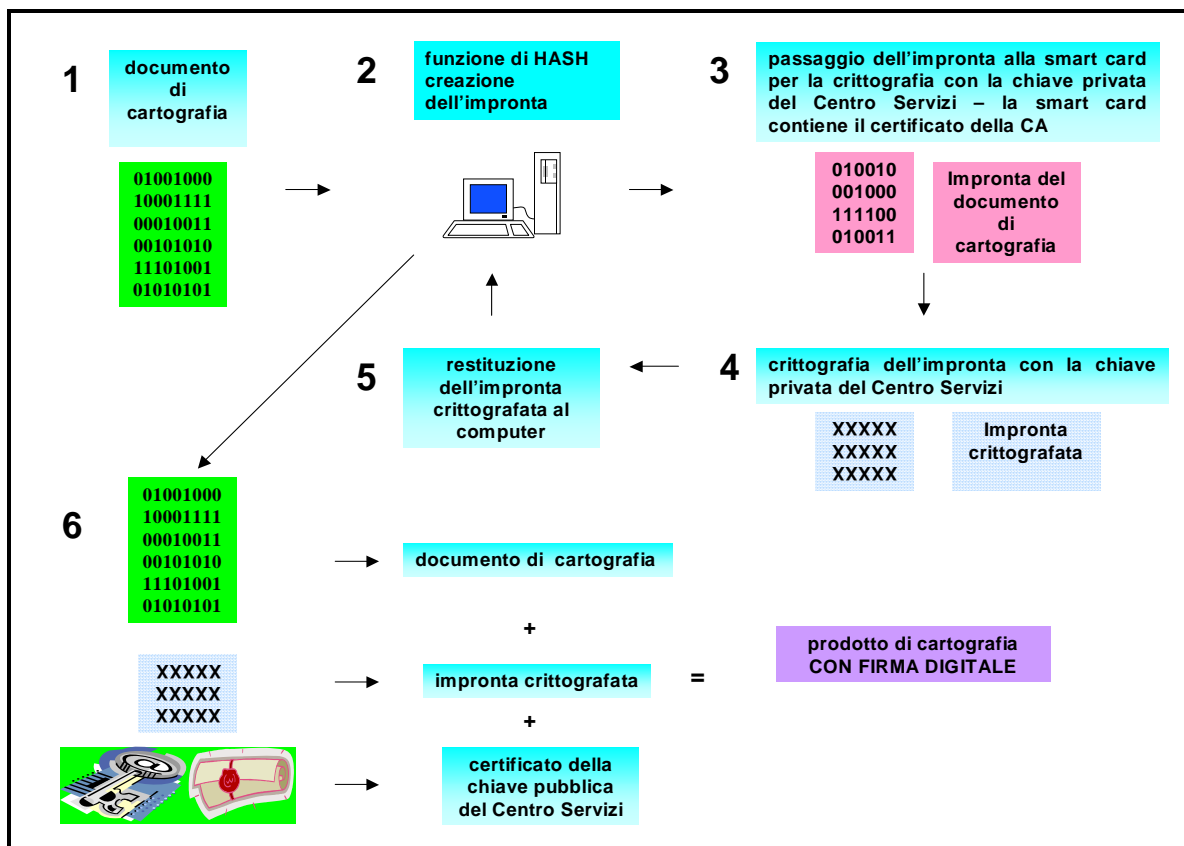 1
documento
di
cartografia
01001000
10001111
00010011
00101010
11101001
01010101
2
funzione di HASH
creazione
dell'impronta
3
passaggio dell'impronta alla smart card
per la crittografia con la chiave privata
del Centro Servizi – la smart card
contiene il certificato della CA
010010
001000
111100
010011
Impronta del
documento
di
cartografia
4
crittografia dell'impronta con la chiave
privata del Centro Servizi
XXXXX
XXXXX
XXXXX
Impronta
crittografata
5
restituzione
dell'impronta
crittografata al
computer
6
01001000
10001111
00010011
00101010
11101001
01010101
documento di cartografia
+
XXXXX
XXXXX
XXXXX
impronta crittografata
=
prodotto di cartografia
CON FIRMA DIGITALE
+
@
certificato della
chiave pubblica
del Centro Servizi